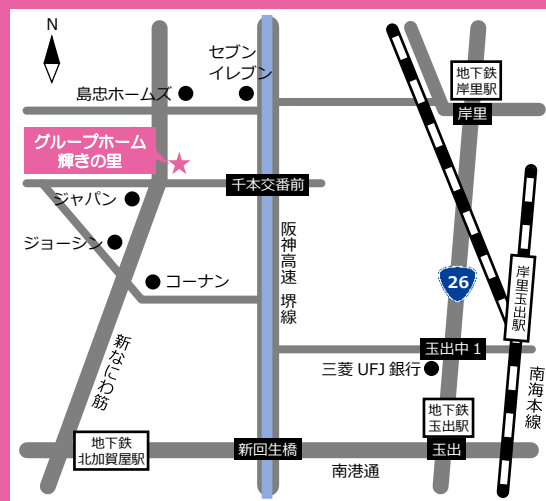 N
セブン
イレブン
島忠ホームズ
地下鉄
岸里駅
岸里
グループホーム
輝きの里
千本交番前
ジャパン
ジョーシン
コーナン
阪神高速 堺線
26
岸里玉出駅
新なにわ筋
玉出中 1
三菱 UFJ 銀行
南海本線
地下鉄
玉出駅
地下鉄
北加賀屋駅
新回生橋
玉出
南港通